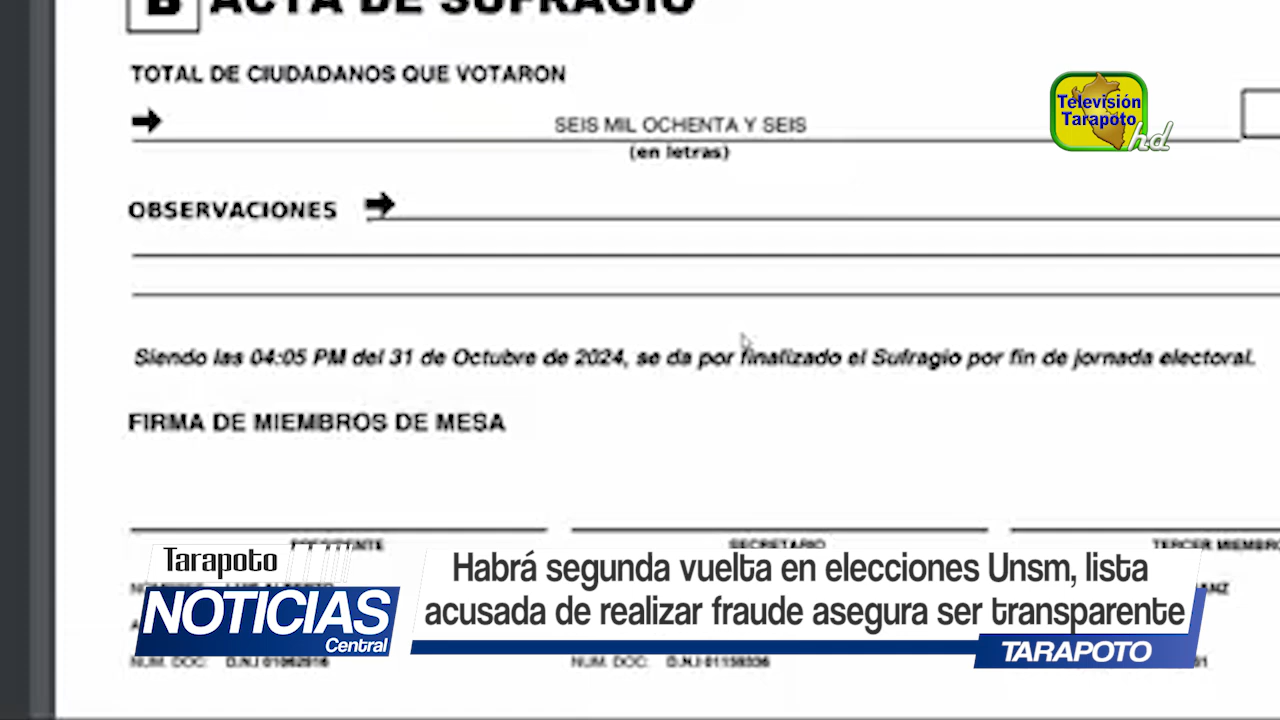 B ACTA DE SUFRAGIO
TOTAL DE CIUDADANOS QUE VOTARON
SEIS MIL OCHENTA Y SEIS
(en letras)
Televisión
Tarapoto
hd
OBSERVACIONES
Siendo las 04:05 PM del 31 de Octubre de 2024, se da por finalizado el Sufragio por fin de jornada electoral.
FIRMA DE MIEMBROS DE MESA
SECRETARIO
TERCER MIEMBRO
Tarapoto
NOTICIAS
Central
Habrá segunda vuelta en elecciones Unsm, lista
acusada de realizar fraude asegura ser transparente
TARAPOTO
NUM. DOC: D.N.I
NUM. DOC: D.N.I